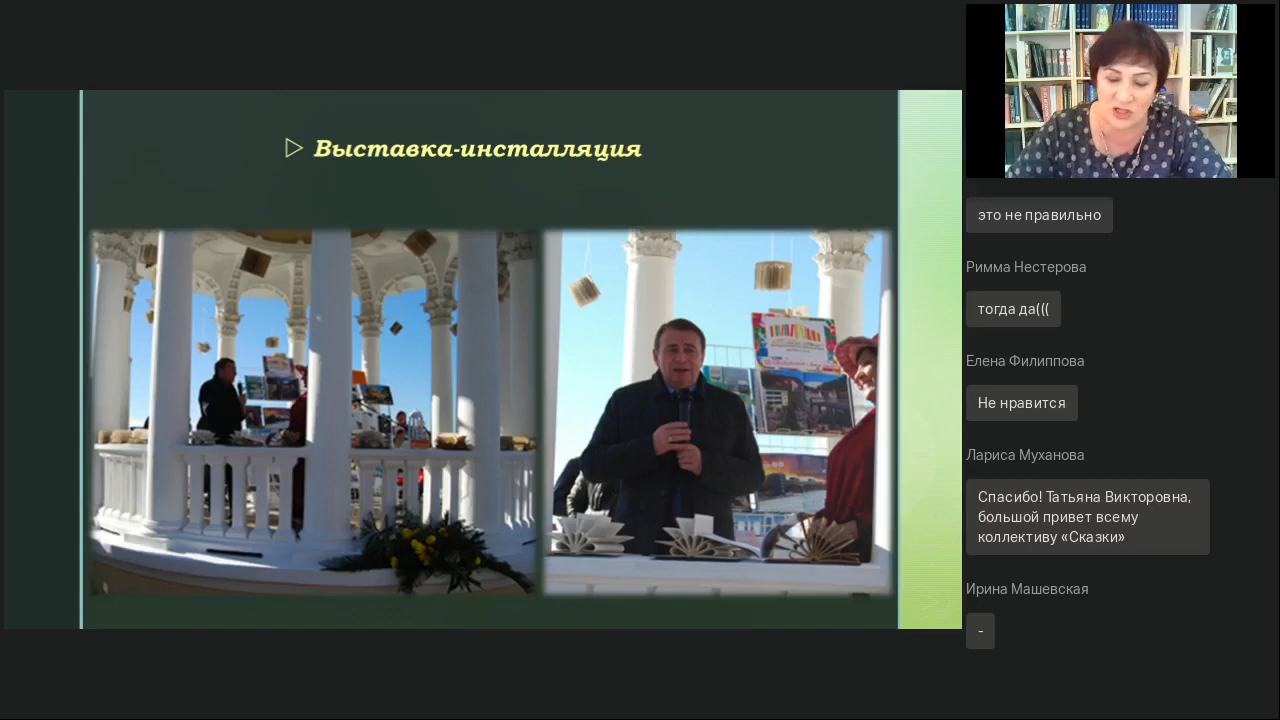 Выставка-инсталляция
это не правильно
Римма Нестерова
тогда да(((
Елена Филиппова
Не нравится
Лариса Муханова
Спасибо! Татьяна Викторовна,
большой привет всему
коллективу «Сказки»
Ирина Машевская
-